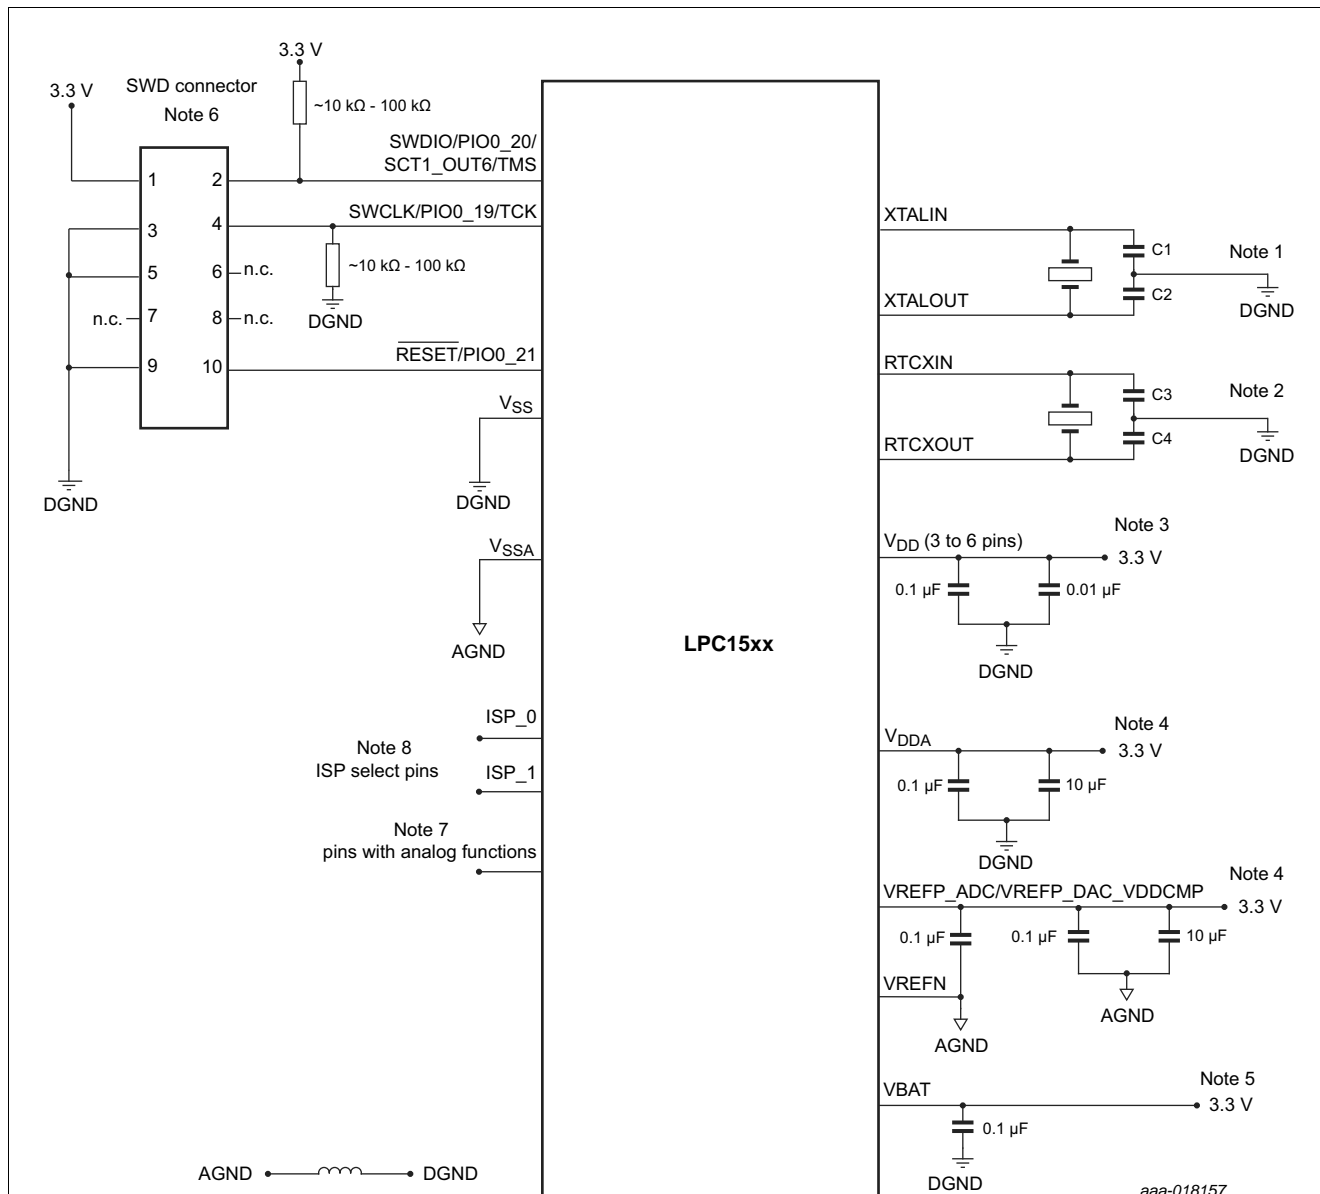 3.3 V
3.3 V
SWD connector
Note 6
~10 kΩ - 100 kΩ
SWDIO/PIO0_20/
SCT1_OUT6/TMS
1
2
SWCLK/PIO0_19/TCK
3
4
~10 kΩ - 100 kΩ
5
6
n.c.
n.c.
7
8
n.c.
DGND
9
10
RESET/PIO0_21
DGND
VSS
DGND
VSSA
AGND
ISP_0
Note 8
ISP select pins
ISP_1
Note 7
pins with analog functions
AGND
DGND
LPC15xx
XTALIN
C1
Note 1
C2
XTALOUT
DGND
RTCXIN
C3
Note 2
C4
RTCXOUT
DGND
Note 3
VDD (3 to 6 pins)
3.3 V
0.1 µF
0.01 µF
DGND
Note 4
VDDA
3.3 V
0.1 µF
10 µF
DGND
Note 4
VREFP_ADC/VREFP_DAC_VDDCMP
3.3 V
0.1 µF
0.1 µF
10 µF
VREFN
AGND
AGND
Note 5
VBAT
3.3 V
0.1 µF
DGND
aaa-018157